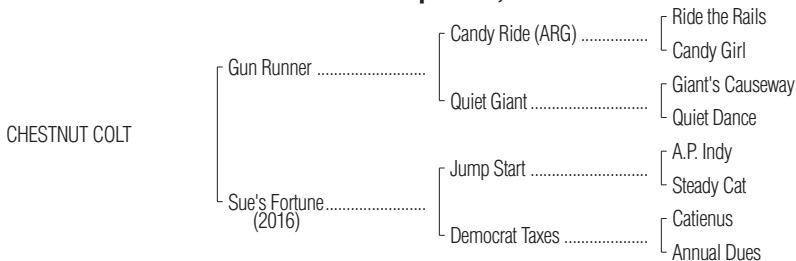 Ride the Rails
Candy Ride (ARG) ................
Candy Girl
Gun Runner ..........................
Giant's Causeway
Quiet Giant ............................
Quiet Dance
CHESTNUT COLT
A.P. Indy
Jump Start ............................
Steady Cat
Sue's Fortune........................
(2016)
Catienus
Democrat Taxes ....................
Annual Dues